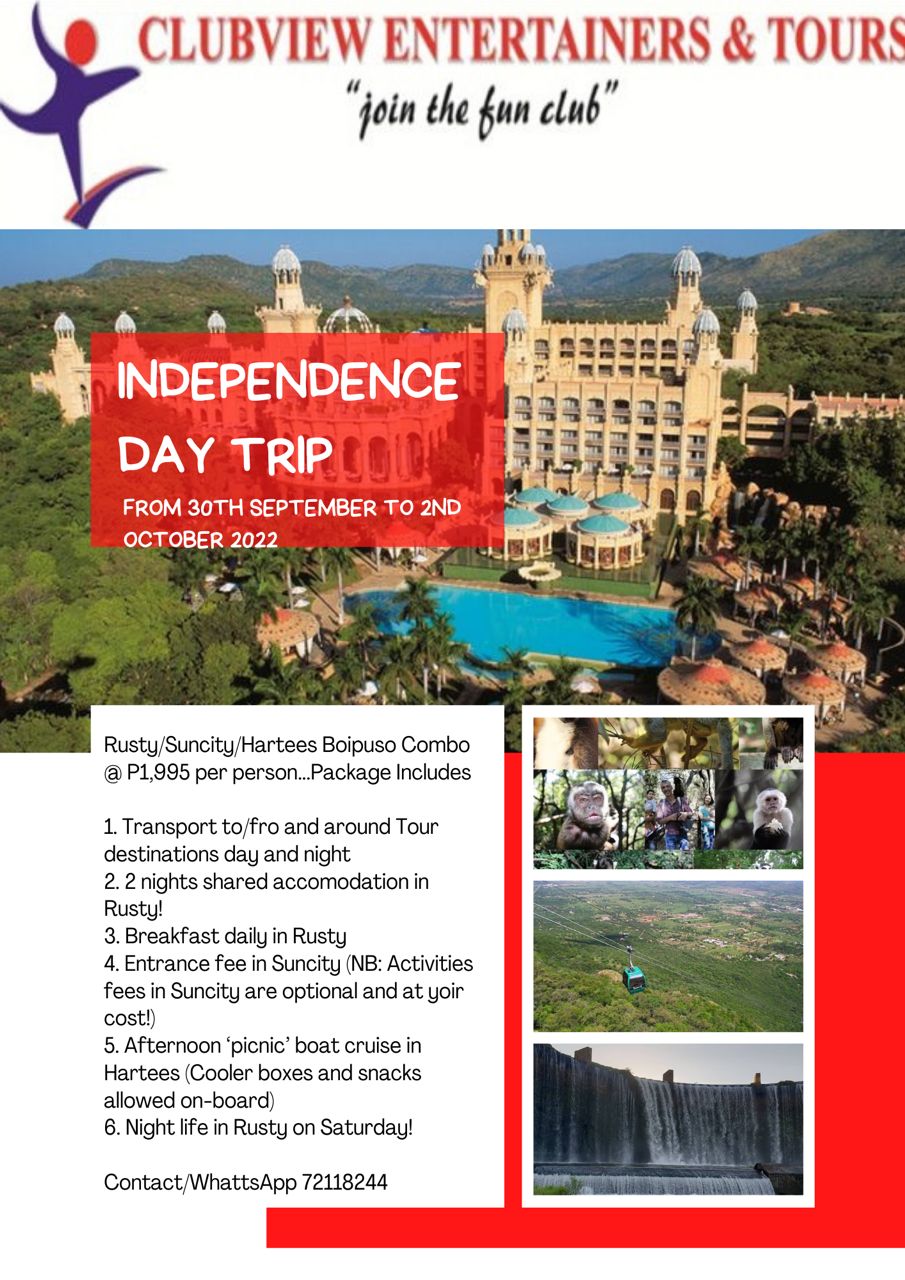 CLUBVIEW ENTERTAINERS & TOURS
“join the fun club”
INDEPENDENCE
DAY TRIP
FROM 30TH SEPTEMBER TO 2ND
OCTOBER 2022
Rusty/Suncity/Hartees Boipuso Combo
@ P1,995 per person...Package Includes
1. Transport to/fro and around Tour
destinations day and night
2. 2 nights shared accomodation in
Rusty!
3. Breakfast daily in Rusty
4. Entrance fee in Suncity (NB: Activities
fees in Suncity are optional and at yoir
cost!)
5. Afternoon ‘picnic’ boat cruise in
Hartees (Cooler boxes and snacks
allowed on-board)
6. Night life in Rusty on Saturday!
Contact/WhattsApp 72118244